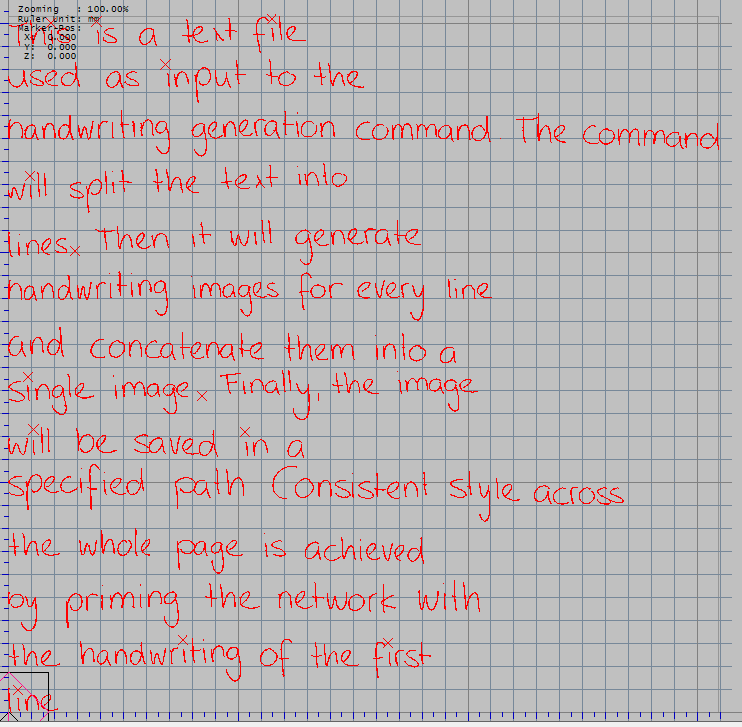 Zooming : 100.00%
Ruler Unit: mm
Marker-Pos:
X: 0.000
Y: 0.000
Z: 0.000
This is a text file
used as input to the
handwriting generation command. The command
will split the text into
lines. Then it will generate
handwriting images for every line
and concatenate them into a
single image. Finally, the image
will be saved in a
specified path Consistent style across
the whole page is achieved
by priming the network with
the handwriting of the first
line